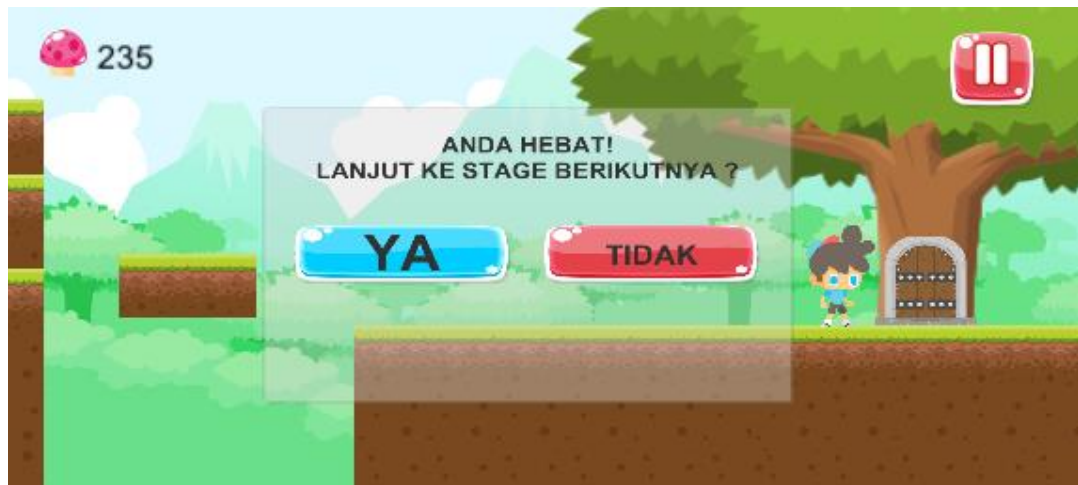 235
ANDA HEBAT!
LANJUT KE STAGE BERIKUTNYA ?
YA
TIDAK